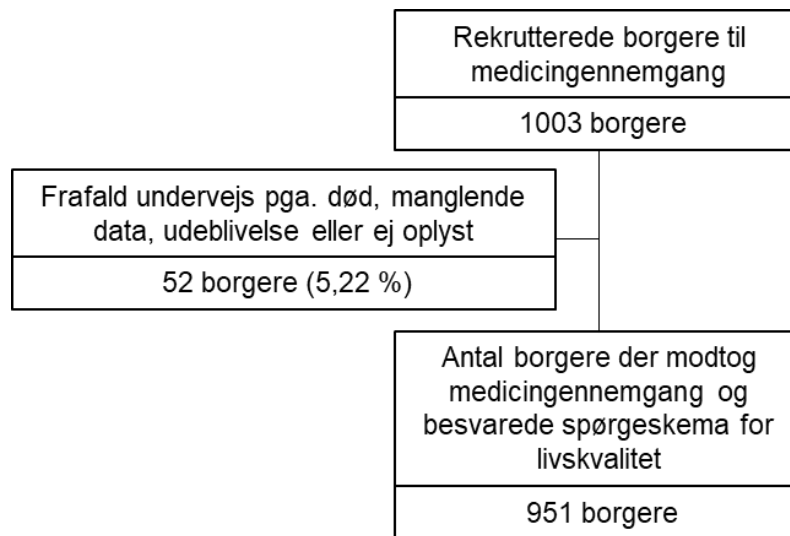 Rekrutterede borgere til
medicingennemgang
1003 borgere
Frafald undervejs pga. død, manglende
data, udeblivelse eller ej oplyst
52 borgere (5,22 %)
Antal borgere der modtog
medicingennemgang og
besvarede spørgeskema for
livskvalitet
951 borgere